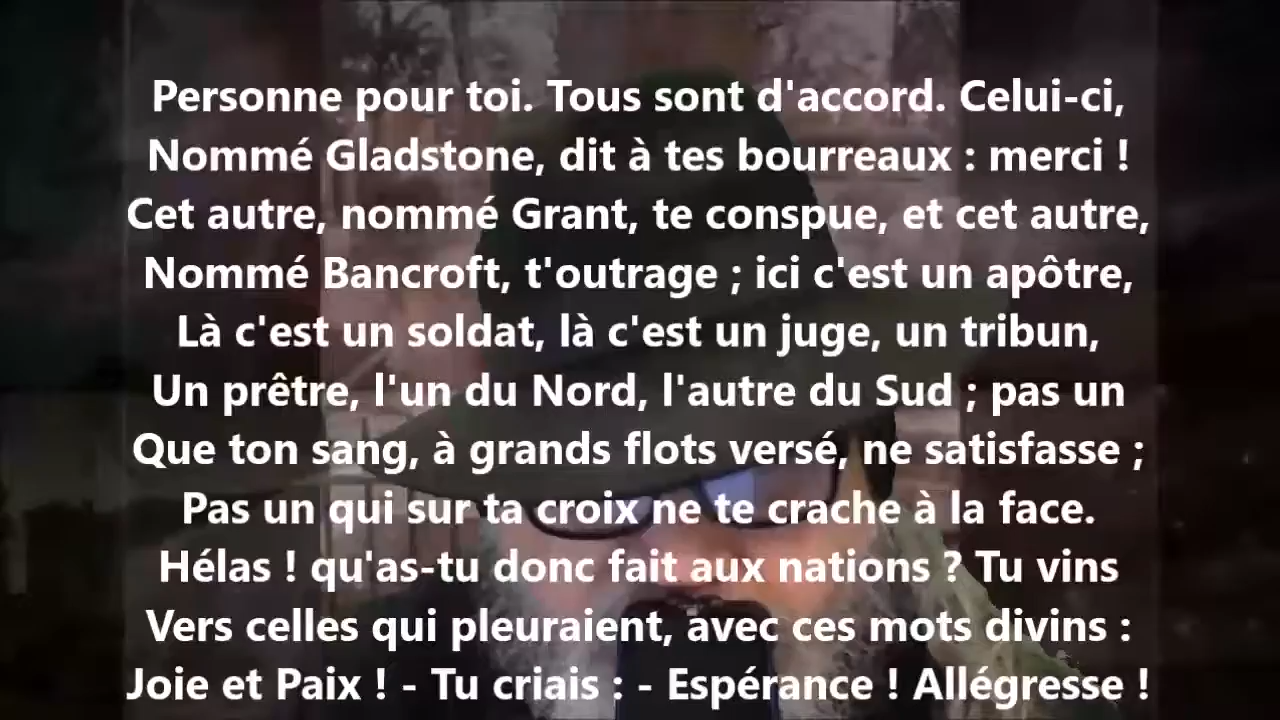 Personne pour toi. Tous sont d'accord. Celui-ci,
Nommé Gladstone, dit à tes bourreaux : merci !
Cet autre, nommé Grant, te conspue, et cet autre,
Nommé Bancroft, t'outrage ; ici c'est un apôtre,
Là c'est un soldat, là c'est un juge, un tribun,
Un prêtre, l'un du Nord, l'autre du Sud ; pas un
Que ton sang, à grands flots versé, ne satisfasse ;
Pas un qui sur ta croix ne te crache à la face.
Hélas ! qu'as-tu donc fait aux nations ? Tu vins
Vers celles qui pleuraient, avec ces mots divins :
Joie et Paix ! - Tu criais : - Espérance ! Allégresse !